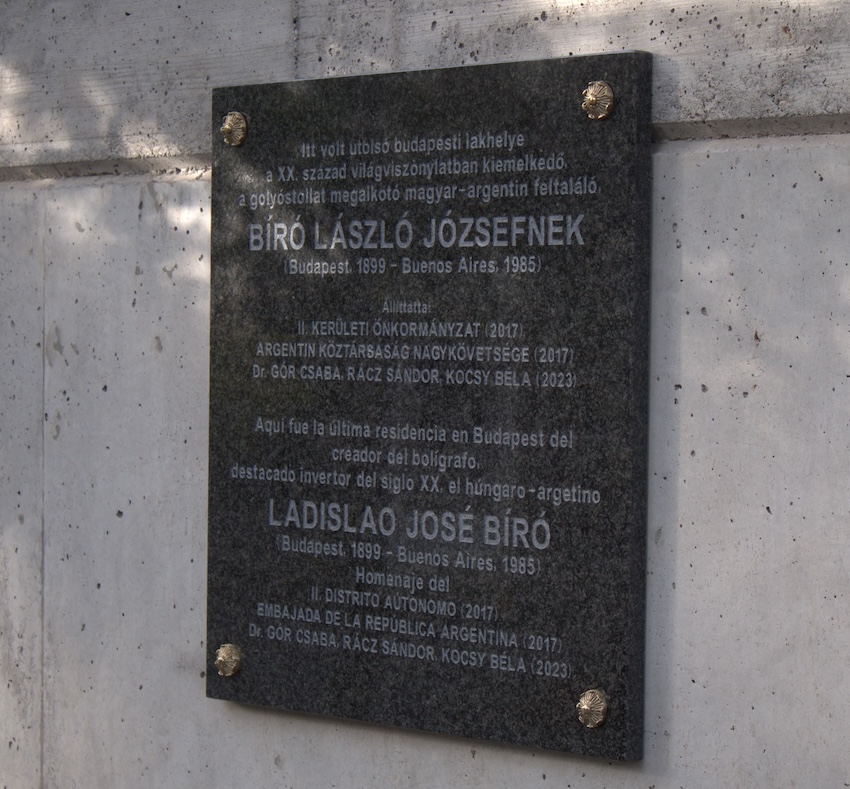 Itt volt utolsó budapesti lakhelye
a XX. század világviszonylatban kiemelkedő,
a golyóstollat megalkotó magyar-argentin feltaláló,
BÍRÓ LÁSZLÓ JÓZSEFNEK
(Budapest, 1899 - Buenos Aires, 1985)
Állíttatta:
II. KERÜLETI ÖNKORMÁNYZAT (2017)
ARGENTIN KÖZTÁRSASÁG NAGYKÖVETSÉGE (2017)
Dr. GÓR CSABA, RÁCZ SÁNDOR, KOCSY BÉLA (2023)
Aquí fue la última residencia en Budapest del
creador del bolígrafo,
destacado invertor del siglo XX, el húngaro-argetino
LADISLAO JOSÉ BÍRÓ
(Budapest, 1899 - Buenos Aires, 1985)
Homenaje del
II. DISTRITO AUTÓNOMO (2017)
EMBAJADA DE LA REPÚBLICA ARGENTINA (2017)
Dr. GÓR CSABA, RÁCZ SÁNDOR, KOCSY BÉLA (2023)